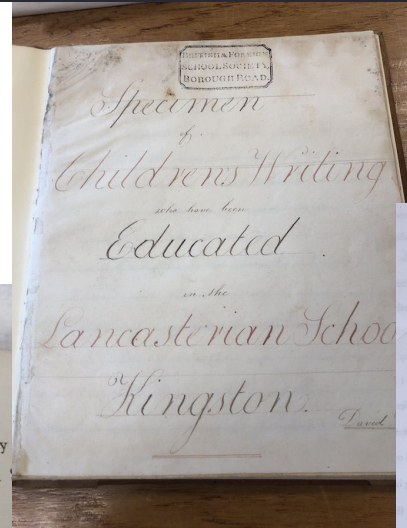 BRITISH & FOREIGN
SCHOOL SOCIETY,
BOROUGH ROAD.
Specimen
of
Children's Writing
who have been
Educated
in the
Lancasterian Schoo
Kingston.
David
y